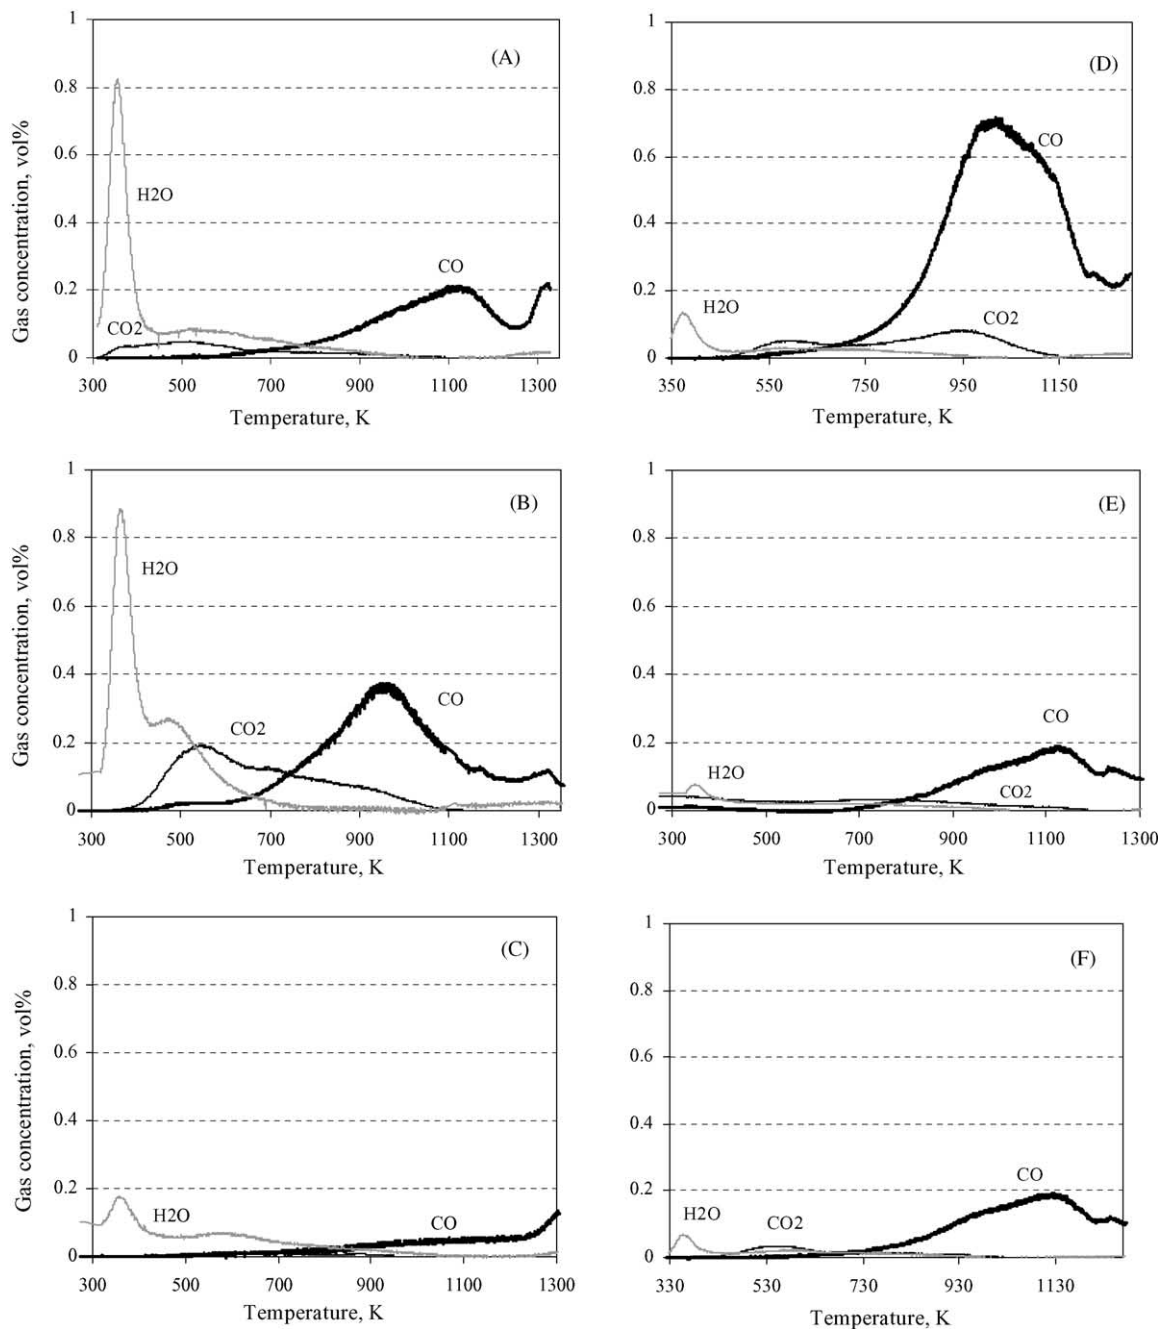 1
(A)
0.8
0.6
H2O
0.4
CO
0.2
CO2
0
300 500 700 900 1100 1300
Temperature, K
Gas concentration, vol%
1
(D)
0.8
CO
0.6
0.4
0.2
H2O
CO2
0
350 550 750 950 1150
Temperature, K
1
(B)
0.8
H2O
0.6
0.4
CO
CO2
0.2
0
300 500 700 900 1100 1300
Temperature, K
Gas concentration, vol%
1
(E)
0.8
0.6
0.4
CO
0.2
H2O
CO2
0
300 500 700 900 1100 1300
Temperature, K
1
(C)
0.8
0.6
0.4
0.2
H2O
CO
0
300 500 700 900 1100 1300
Temperature, K
Gas concentration, vol%
1
(F)
0.8
0.6
0.4
CO
0.2
H2O
CO2
0
330 530 730 930 1130
Temperature, K